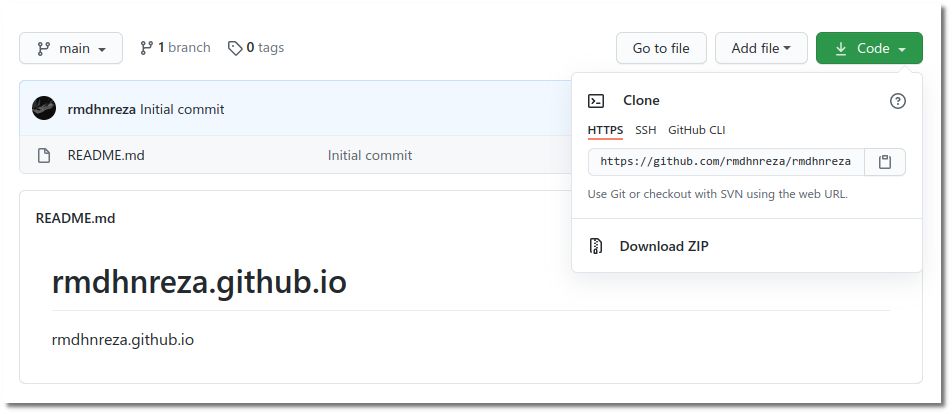 main
1 branch
0 tags
Go to file
Add file
Code
rmdhnreza Initial commit
README.md
Initial commit
Clone
HTTPS
SSH
GitHub CLI
https://github.com/rmdhnreza/rmdhnreza
Use Git or checkout with SVN using the web URL.
Download ZIP
README.md
rmdhnreza.github.io
rmdhnreza.github.io